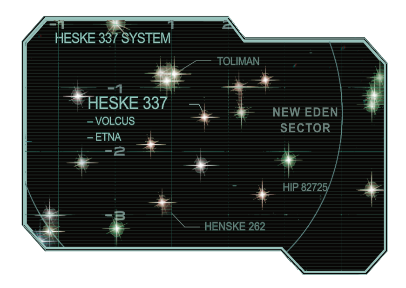 -1 1 2
HESKE 337 SYSTEM
TOLIMAN
-1
HESKE 337
– VOLCUS
– ETNA
NEW EDEN
SECTOR
-2
HIP 82725
-3
HENSKE 262